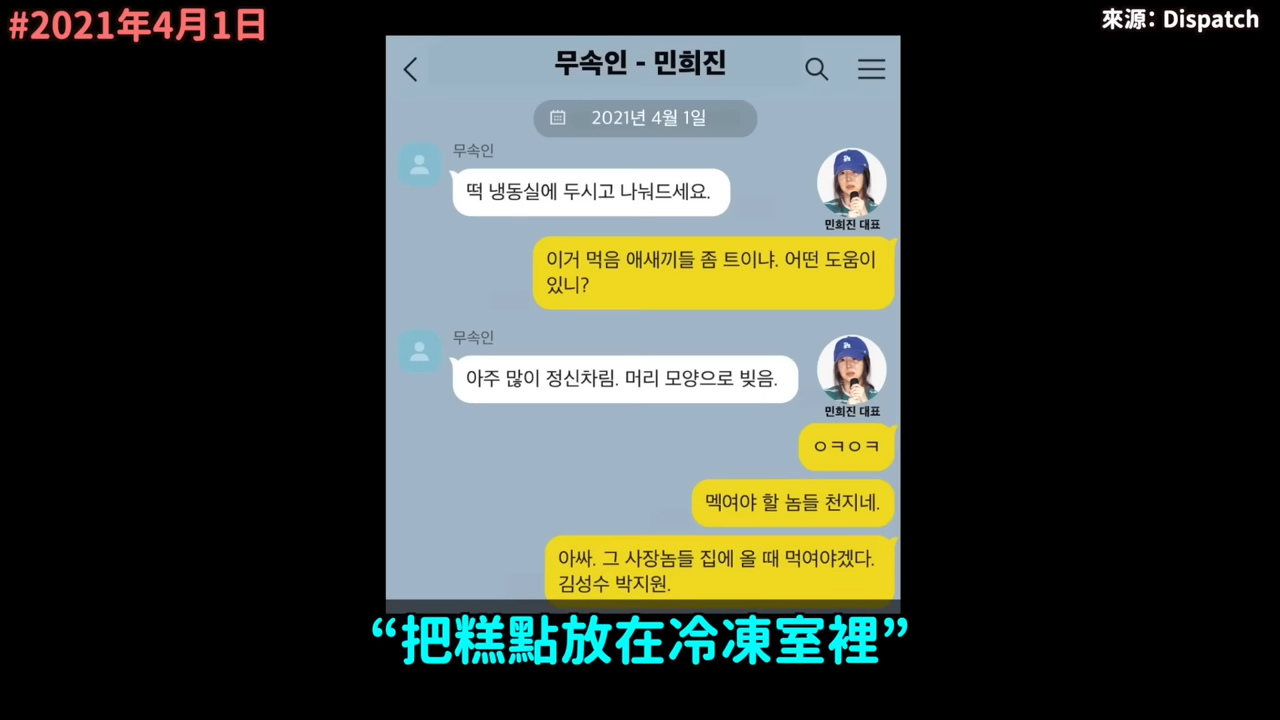 #2021年4月1日
來源: Dispatch
무속인 - 민희진
2021년 4월 1일
무속인
떡 냉동실에 두시고 나눠드세요.
민희진 대표
이거 먹음 애새끼들 좀 트이냐. 어떤 도움이
있니?
무속인
아주 많이 정신차림. 머리 모양으로 빚음.
민희진 대표
ㅇㅋㅇㅋ
멕여야 할 놈들 천지네.
아싸. 그 사장놈들 집에 올 때 먹여야겠다.
김성수 박지원.
“把糕點放在冷凍室裡”